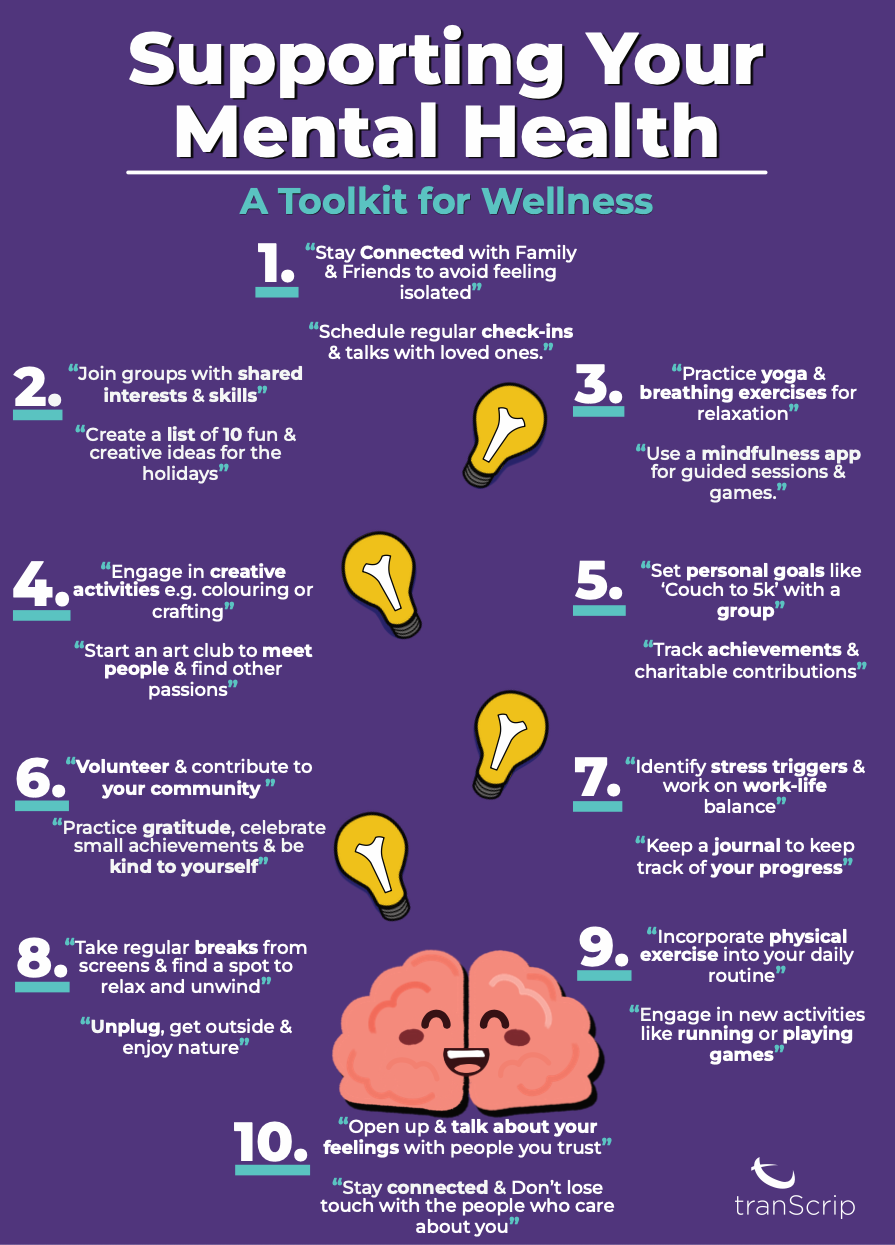 Supporting Your
Mental Health
A Toolkit for Wellness
1.
“Stay Connected with Family
& Friends to avoid feeling
isolated”
“Schedule regular check-ins
& talks with loved ones.”
2.
“Join groups with shared
interests & skills”
“Create a list of 10 fun &
creative ideas for the
holidays”
3.
“Practice yoga &
breathing exercises for
relaxation”
“Use a mindfulness app
for guided sessions &
games.”
4.
“Engage in creative
activities e.g. colouring or
crafting”
“Start an art club to meet
people & find other
passions”
5.
“Set personal goals like
‘Couch to 5k’ with a
group”
“Track achievements &
charitable contributions”
6.
“Volunteer & contribute to
your community ”
“Practice gratitude, celebrate
small achievements & be
kind to yourself”
7.
“Identify stress triggers &
work on work-life
balance”
“Keep a journal to keep
track of your progress”
8.
“Take regular breaks from
screens & find a spot to
relax and unwind”
“Unplug, get outside &
enjoy nature”
9.
“Incorporate physical
exercise into your daily
routine”
“Engage in new activities
like running or playing
games”
10.
“Open up & talk about your
feelings with people you trust”
“Stay connected & Don’t lose
touch with the people who care
about you”
tranScrip